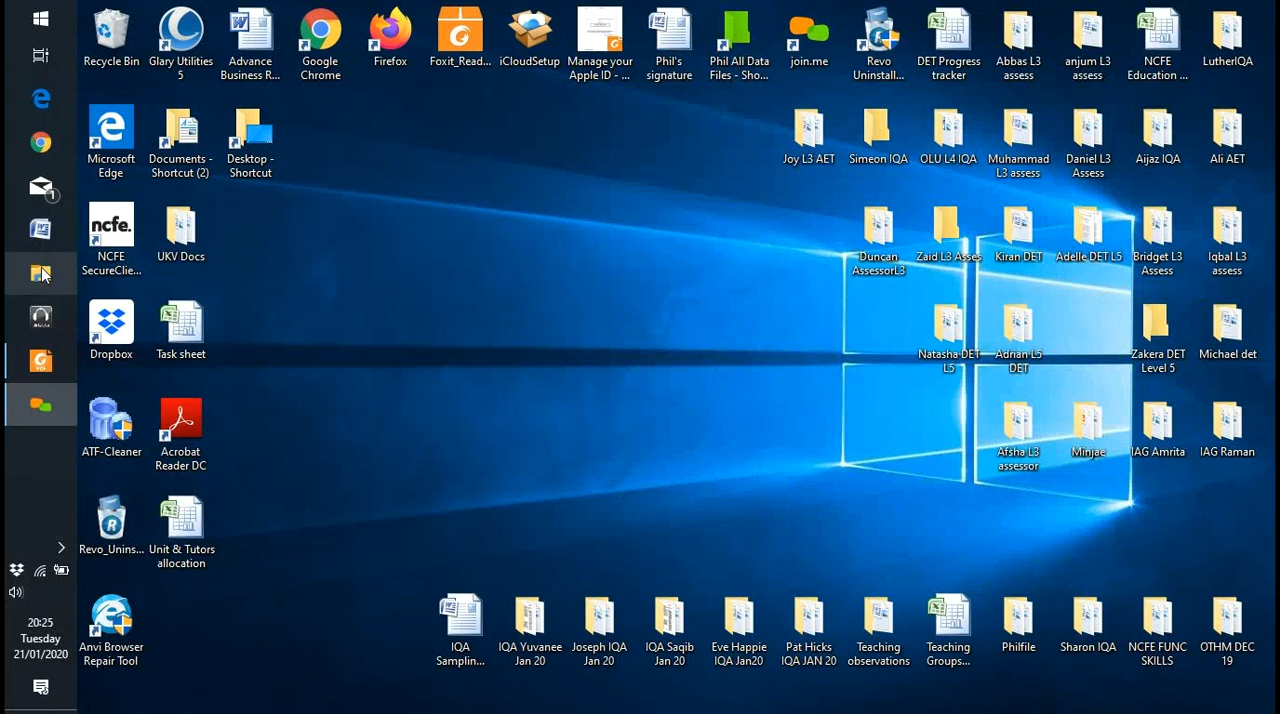 Recycle Bin
Glary Utilities
5
Advance
Business R...
Google
Chrome
Firefox
Foxit_Read...
iCloudSetup
Manage your
Apple ID - ...
Phil's
signature
Phil All Data
Files - Sho...
join.me
Revo
Uninstall...
DET Progress
tracker
Abbas L3
assess
anjum L3
assess
NCFE
Education ...
LutherIQA
Microsoft
Edge
Documents -
Shortcut (2)
Desktop -
Shortcut
Joy L3 AET
Simeon IQA
OLU L4 IQA
Muhammad
L3 assess
Daniel L3
Assess
Aijaz IQA
Ali AET
1
ncfe.
NCFE
SecureClie...
UKV Docs
Duncan
AssessorL3
Zaid L3 Asses
Kiran DET
Adelle DET L5
Bridget L3
Assess
Iqbal L3
assess
Dropbox
Task sheet
Natasha DET
L5
Adrian L5
DET
Zakera DET
Level 5
Michael det
ATF-Cleaner
Acrobat
Reader DC
Afsha L3
assessor
Minjae
IAG Amrita
IAG Raman
Revo_Unins...
Unit & Tutors
allocation
Anvi Browser
Repair Tool
IQA
Samplin...
IQA Yuvanee
Jan 20
Joseph IQA
Jan 20
IQA Saqib
Jan 20
Eve Happie
IQA Jan20
Pat Hicks
IQA JAN 20
Teaching
observations
Teaching
Groups...
Philfile
Sharon IQA
NCFE FUNC
SKILLS
OTHM DEC
19
20:25
Tuesday
21/01/2020